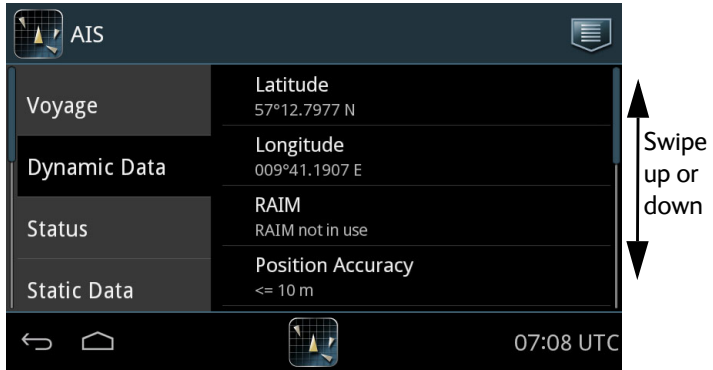 AIS
Voyage
Dynamic Data
Status
Static Data
Latitude
57°12.7977 N
Longitude
009°41.1907 E
RAIM
RAIM not in use
Position Accuracy
<= 10 m
07:08 UTC
Swipe
up or
down